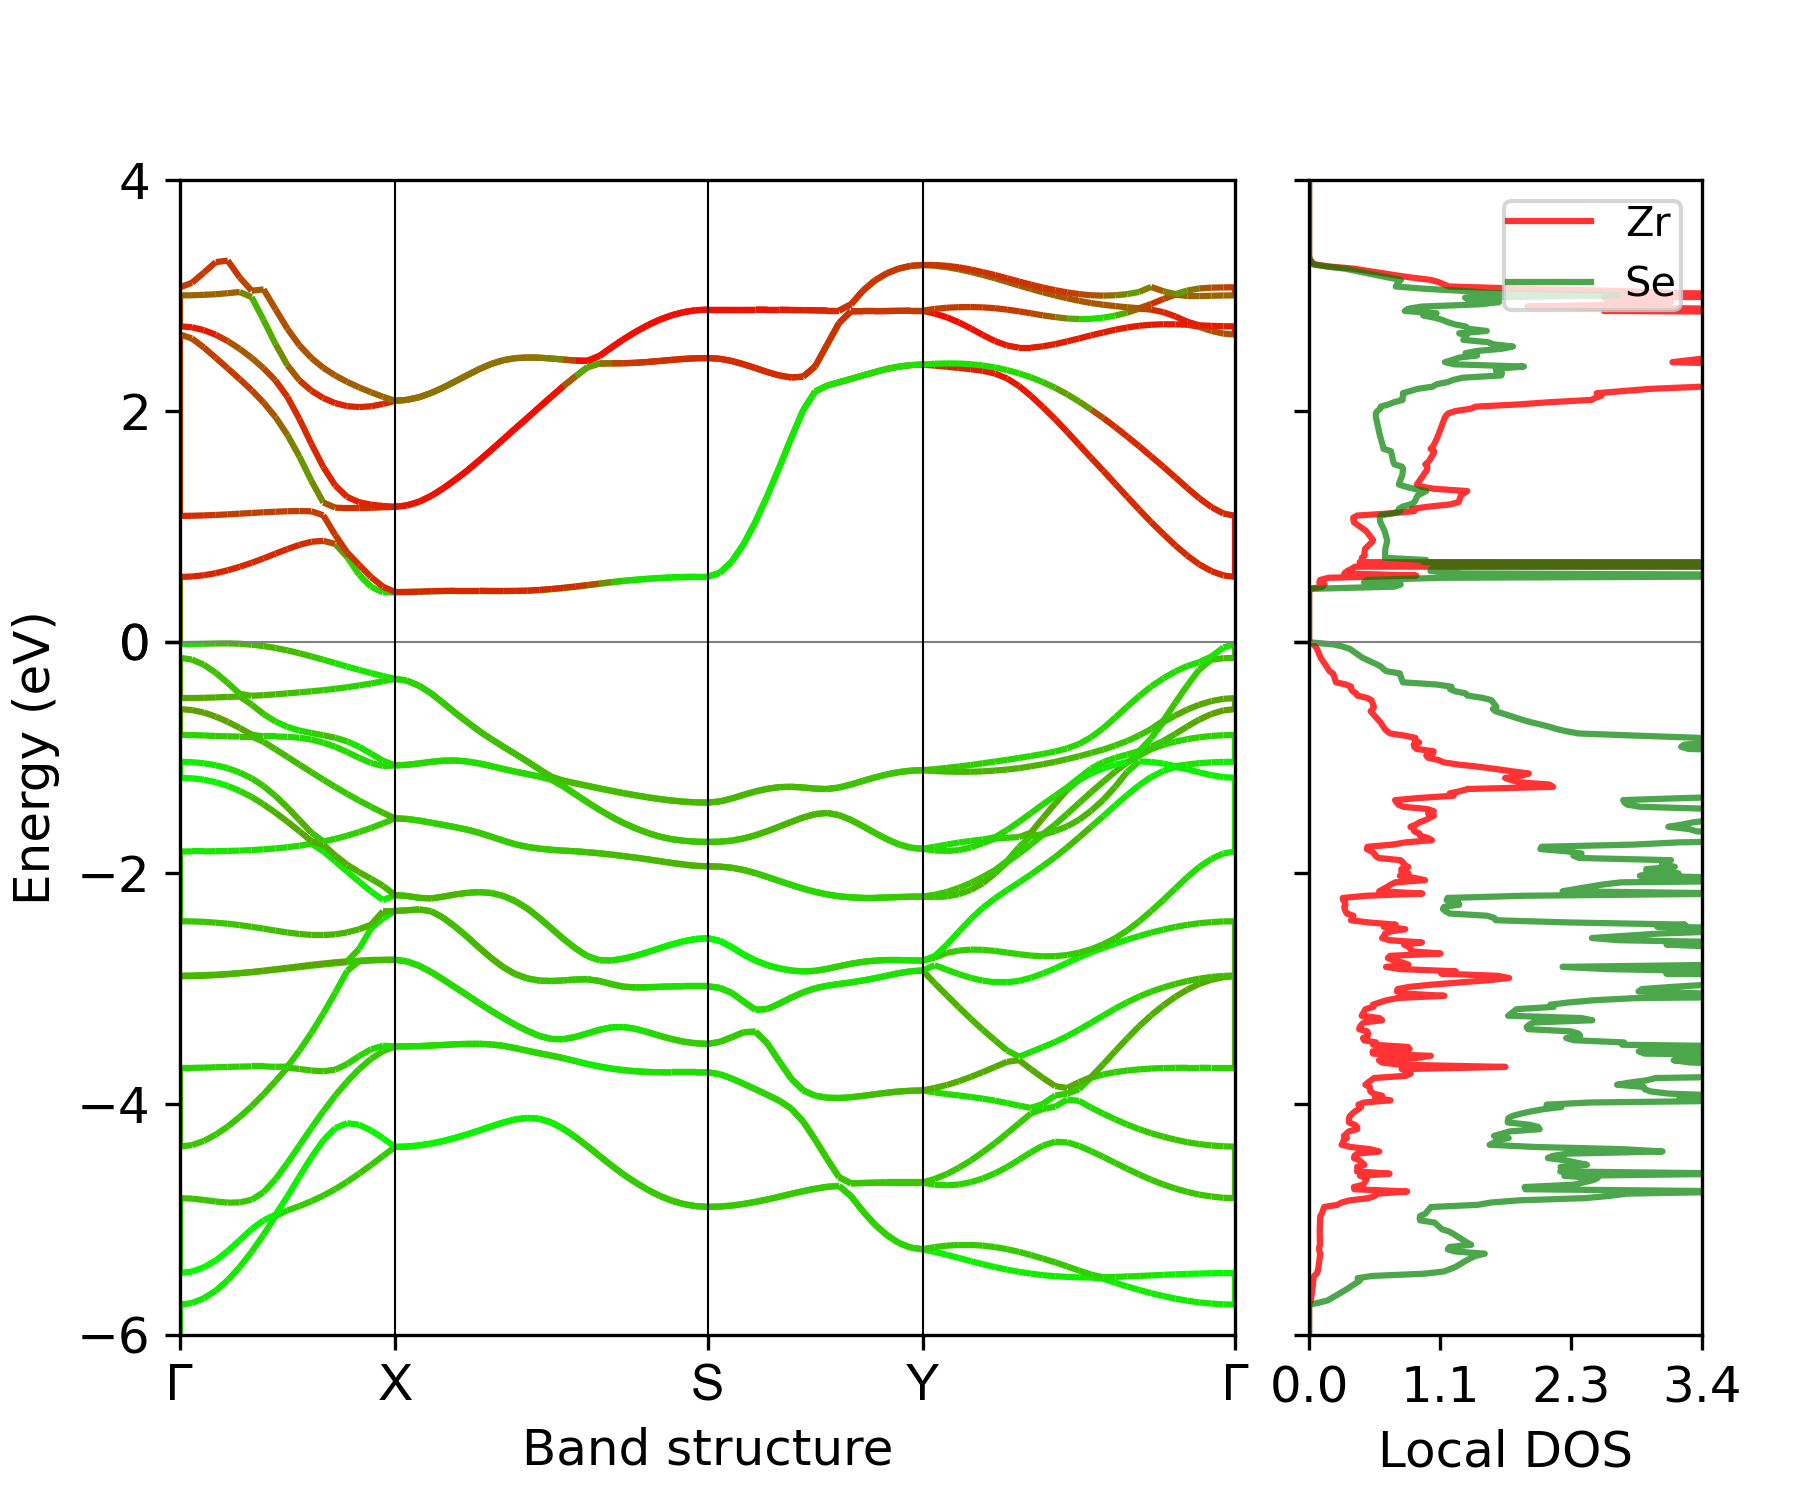 4
2
0
−2
−4
−6
Energy (eV)
Γ X S Y Γ
Band structure
Zr
Se
0.0 1.1 2.3 3.4
Local DOS